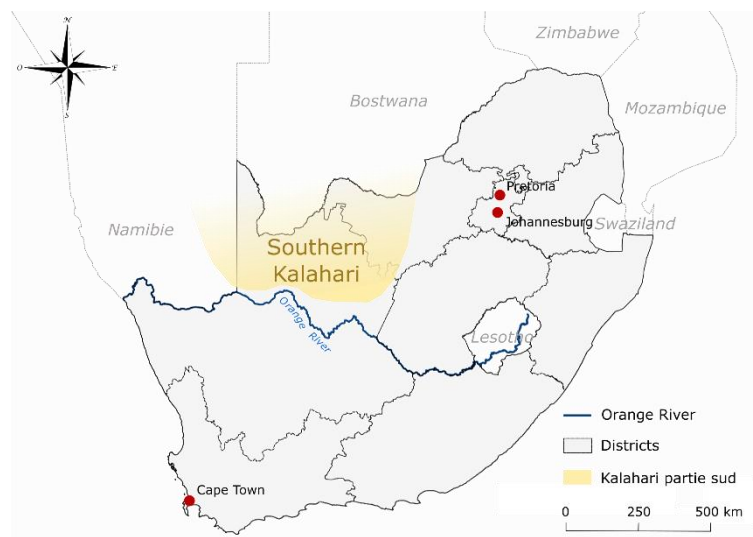 N
O
E
S
Zimbabwe
Bostwana
Mozambique
Pretoria
Johannesburg
Swaziland
Namibie
Southern
Kalahari
Orange River
Lesotho
Orange River
Districts
Kalahari partie sud
Cape Town
0 250 500 km